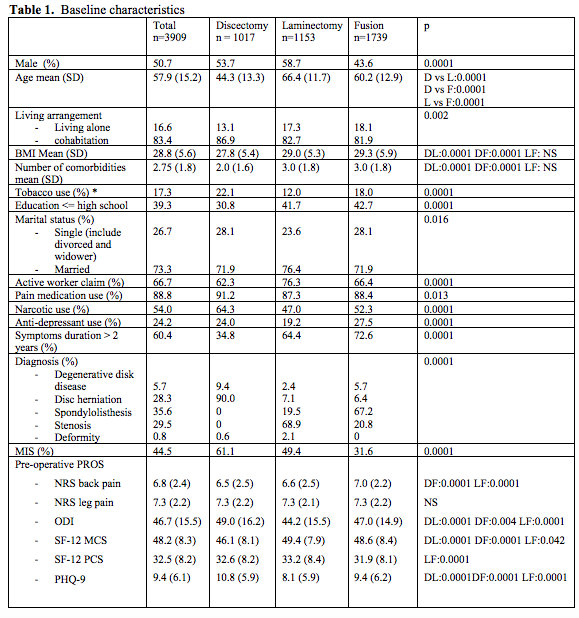 Table 1. Baseline characteristics
Total n=3909 Discectomy n = 1017 Laminectomy n=1153 Fusion n=1739 p
Male (%) 50.7 53.7 58.7 43.6 0.0001
Age mean (SD) 57.9 (15.2) 44.3 (13.3) 66.4 (11.7) 60.2 (12.9) D vs L:0.0001
D vs F:0.0001
L vs F:0.0001
Living arrangement 0.002
- Living alone 16.6 13.1 17.3 18.1
- cohabitation 83.4 86.9 82.7 81.9
BMI Mean (SD) 28.8 (5.6) 27.8 (5.4) 29.0 (5.3) 29.3 (5.9) DL:0.0001 DF:0.0001 LF: NS
Number of comorbidities 2.75 (1.8) 2.0 (1.6) 3.0 (1.8) 3.0 (1.8) DL:0.0001 DF:0.0001 LF: NS
mean (SD)
Tobacco use (%) * 17.3 22.1 12.0 18.0 0.0001
Education <= high school 39.3 30.8 41.7 42.7 0.0001
Marital status (%) 0.016
- Single (include 26.7 28.1 23.6 28.1
divorced and
widower)
- Married 73.3 71.9 76.4 71.9
Active worker claim (%) 66.7 62.3 76.3 66.4 0.0001
Pain medication use (%) 88.8 91.2 87.3 88.4 0.013
Narcotic use (%) 54.0 64.3 47.0 52.3 0.0001
Anti-depressant use (%) 24.2 24.0 19.2 27.5 0.0001
Symptoms duration > 2 60.4 34.8 64.4 72.6 0.0001
years (%)
Diagnosis (%) 0.0001
- Degenerative disk
disease 5.7 9.4 2.4 5.7
- Disc herniation 28.3 90.0 7.1 6.4
- Spondylolisthesis 35.6 0 19.5 67.2
- Stenosis 29.5 0 68.9 20.8
- Deformity 0.8 0.6 2.1 0
MIS (%) 44.5 61.1 49.4 31.6 0.0001
Pre-operative PROS
- NRS back pain 6.8 (2.4) 6.5 (2.5) 6.6 (2.5) 7.0 (2.2) DF:0.0001 LF:0.0001
- NRS leg pain 7.3 (2.2) 7.3 (2.2) 7.3 (2.1) 7.3 (2.2) NS
- ODI 46.7 (15.5) 49.0 (16.2) 44.2 (15.5) 47.0 (14.9) DL:0.0001 DF:0.004 LF:0.0001
- SF-12 MCS 48.2 (8.3) 46.1 (8.1) 49.4 (7.9) 48.6 (8.4) DL:0.0001 DF:0.0001 LF:0.042
- SF-12 PCS 32.5 (8.2) 32.6 (8.2) 33.2 (8.4) 31.9 (8.1) LF:0.0001
- PHQ-9 9.4 (6.1) 10.8 (5.9) 8.1 (5.9) 9.4 (6.2) DL:0.0001DF:0.0001 LF:0.0001